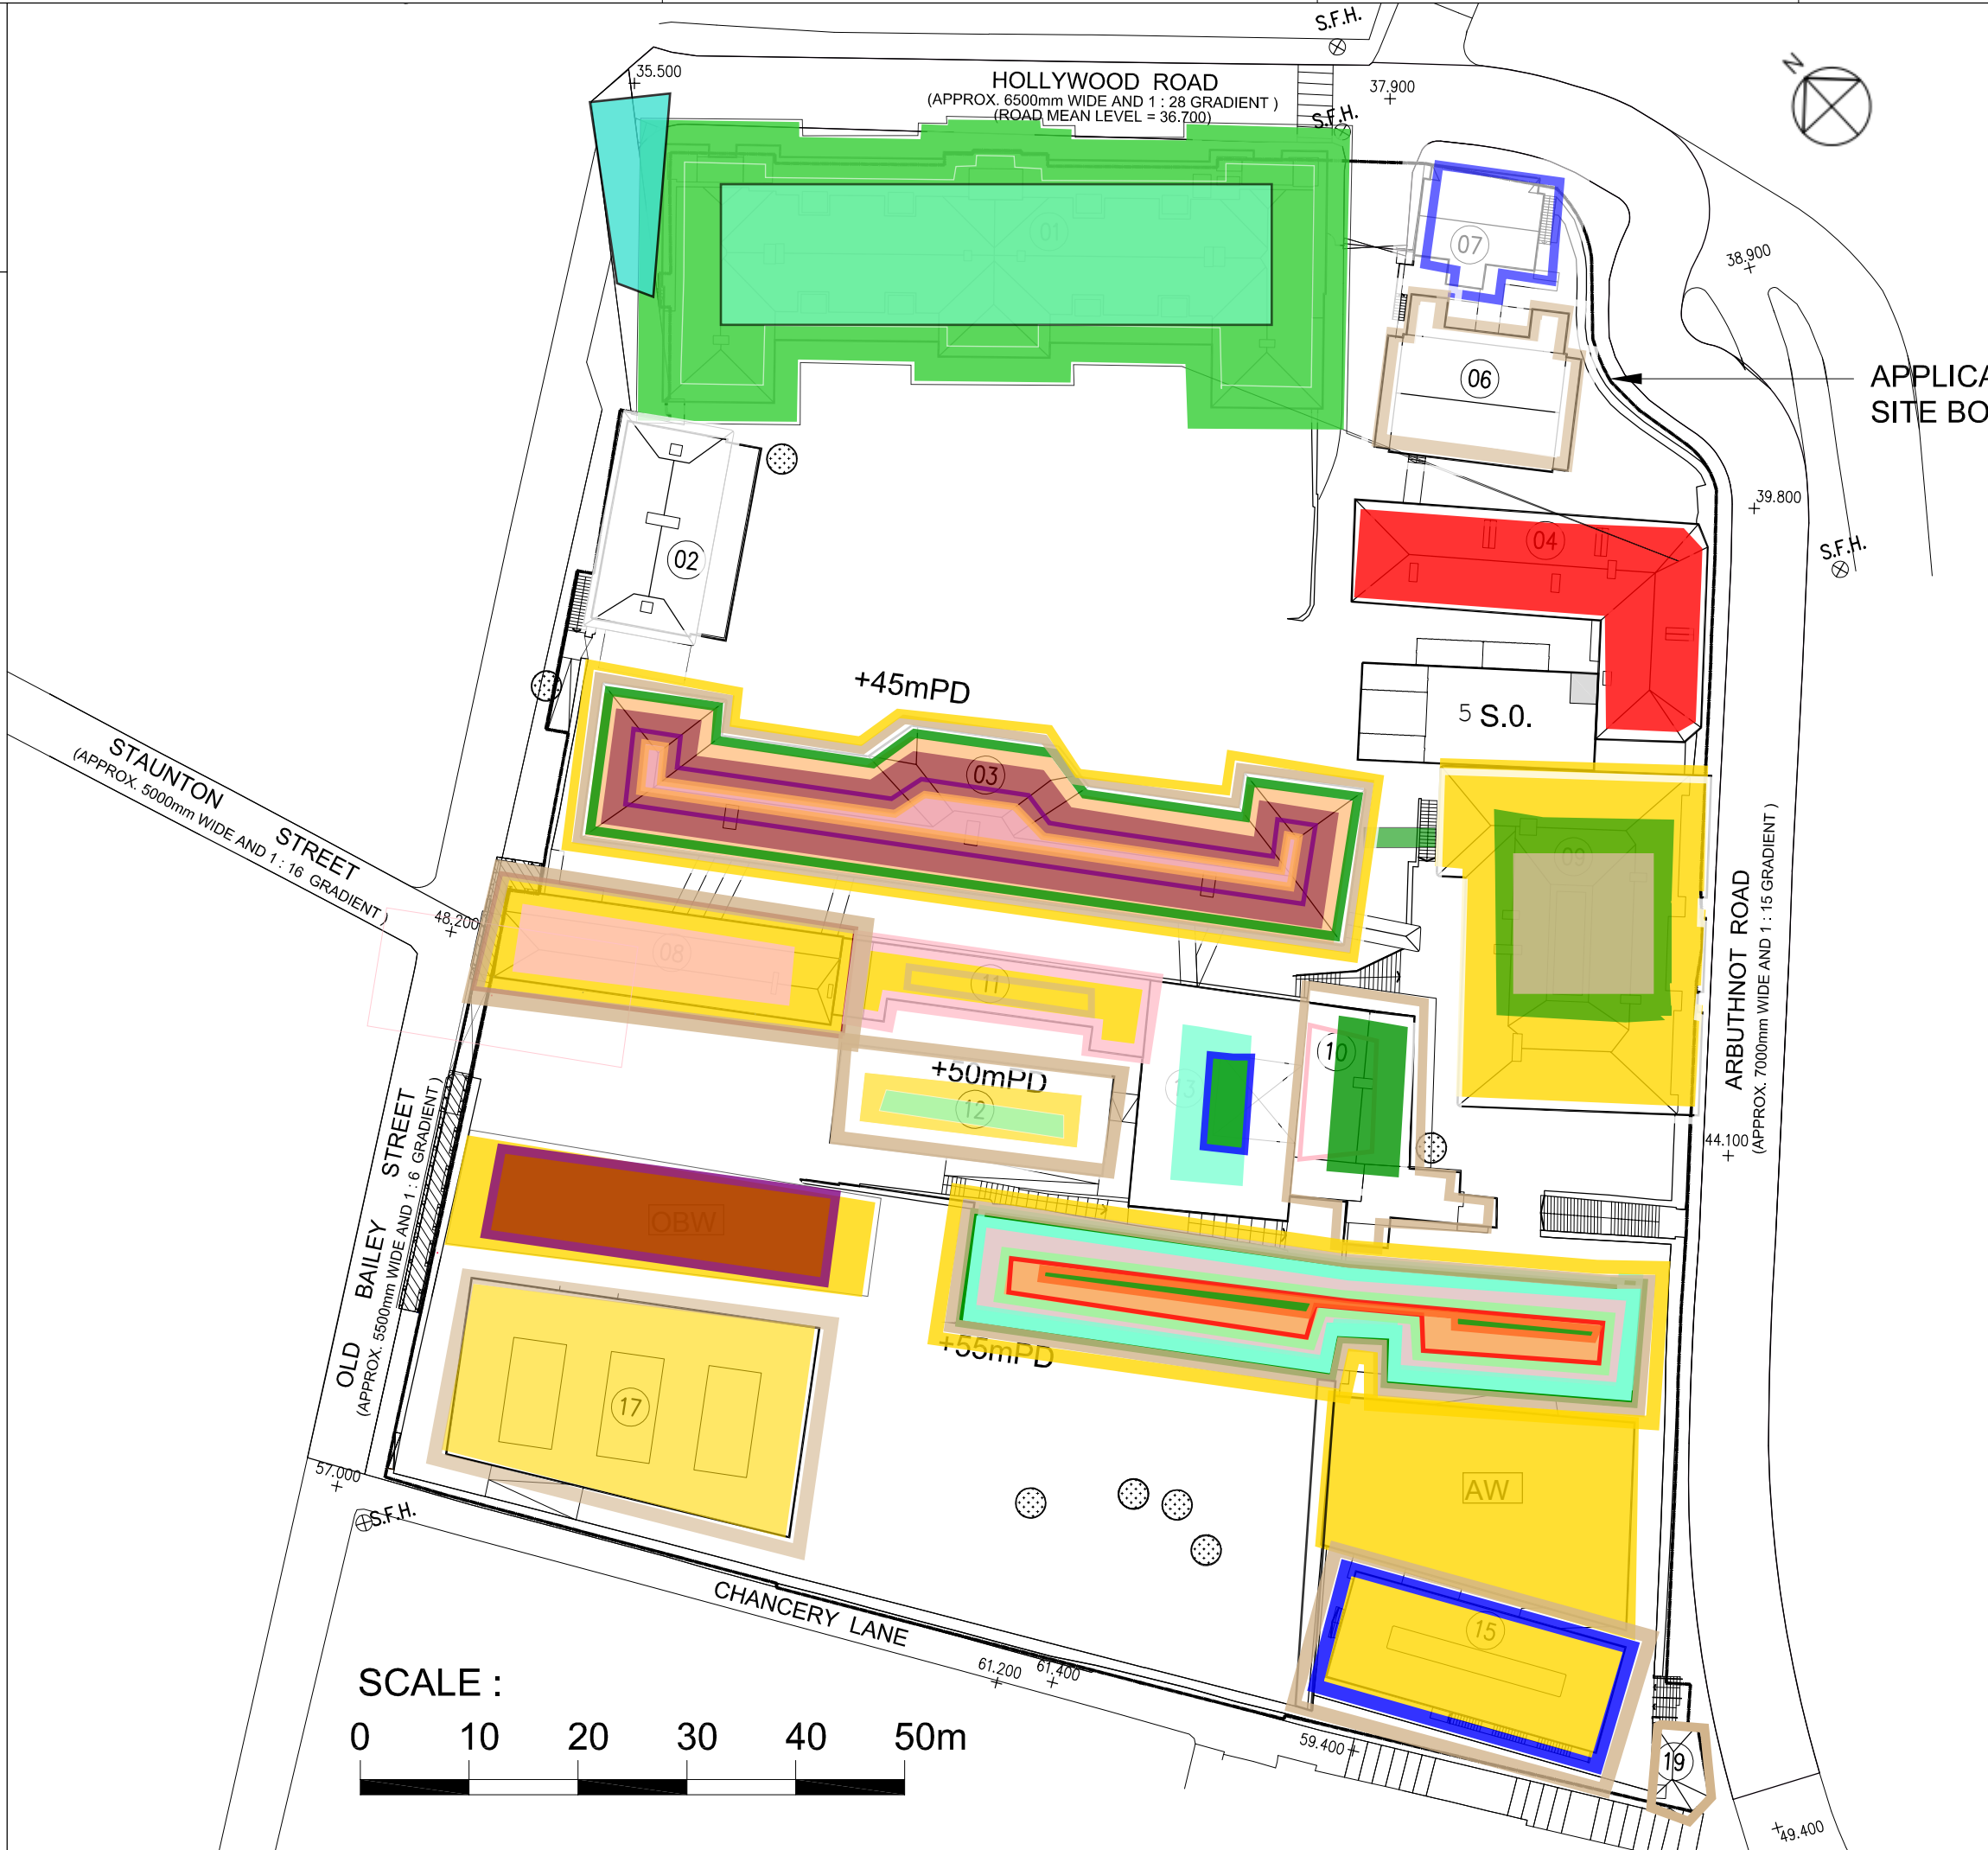 S.F.H.
35.500
HOLLYWOOD ROAD
(APPROX. 6500mm WIDE AND 1 : 28 GRADIENT )
(ROAD MEAN LEVEL = 36.700)
37.900
S.F.H.
N
01
07
38.900
06
APPLICA
SITE BO
39.800
04
S.F.H.
02
+45mPD
5 S.O.
STAUNTON STREET
(APPROX. 5000mm WIDE AND 1 : 16 GRADIENT )
03
09
48.200
08
11
ARBUTHNOT ROAD
(APPROX. 7000mm WIDE AND 1 : 15 GRADIENT )
10
+50mPD
13
12
44.100
OLD BAILEY STREET
(APPROX. 5500mm WIDE AND 1 : 6 GRADIENT )
OBW
+55mPD
17
57.000
S.F.H.
AW
CHANCERY LANE
15
61.200
61.400
SCALE :
0 10 20 30 40 50m
59.400
19
49.400